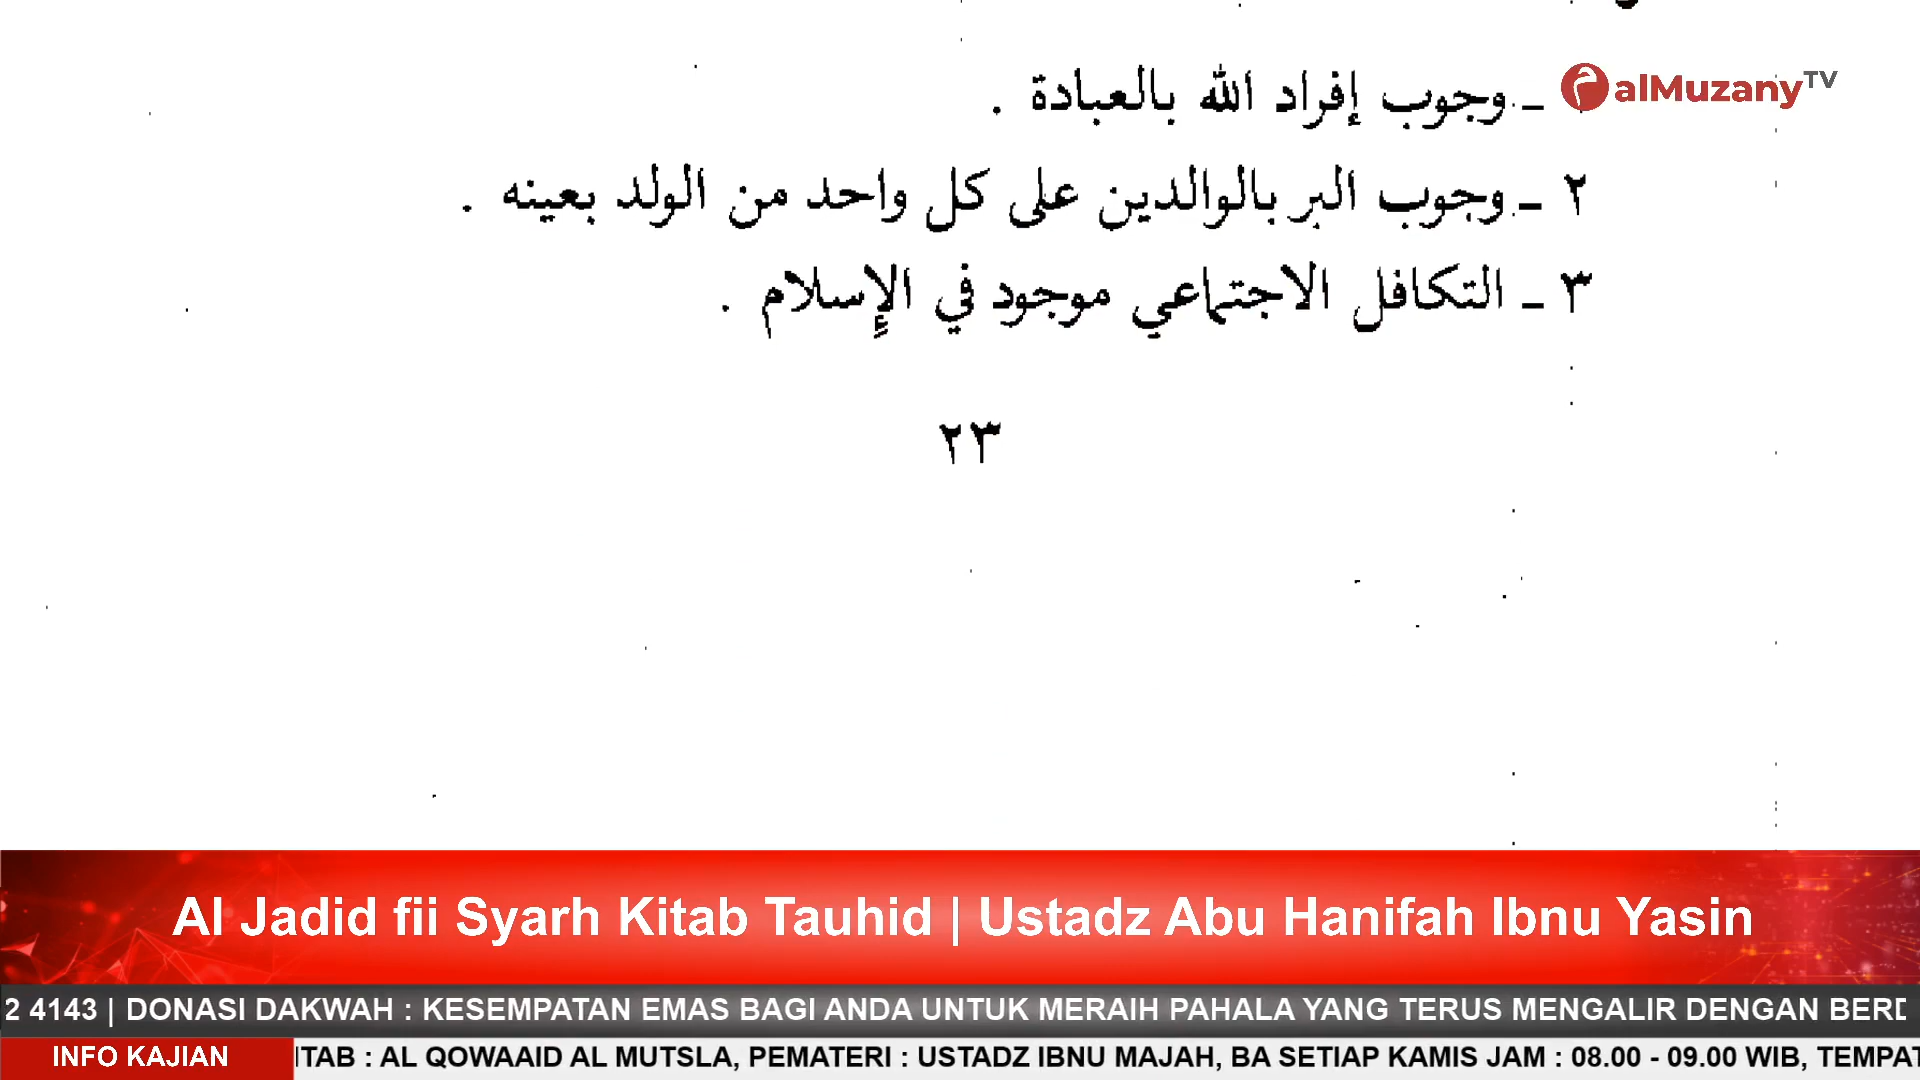 ـ وجوب إفراد الله بالعبادة .
alMuzanyTV
٢ ـ وجوب البر بالوالدين على كل واحد من الولد بعينه .
٣ ـ التكافل الاجتماعي موجود في الإسلام .
٢٣
Al Jadid fii Syarh Kitab Tauhid | Ustadz Abu Hanifah Ibnu Yasin
2 4143 | DONASI DAKWAH : KESEMPATAN EMAS BAGI ANDA UNTUK MERAIH PAHALA YANG TERUS MENGALIR DENGAN BERD
INFO KAJIAN
ITAB : AL QOWAAID AL MUTSLA, PEMATERI : USTADZ IBNU MAJAH, BA SETIAP KAMIS JAM : 08.00 - 09.00 WIB, TEMPAT